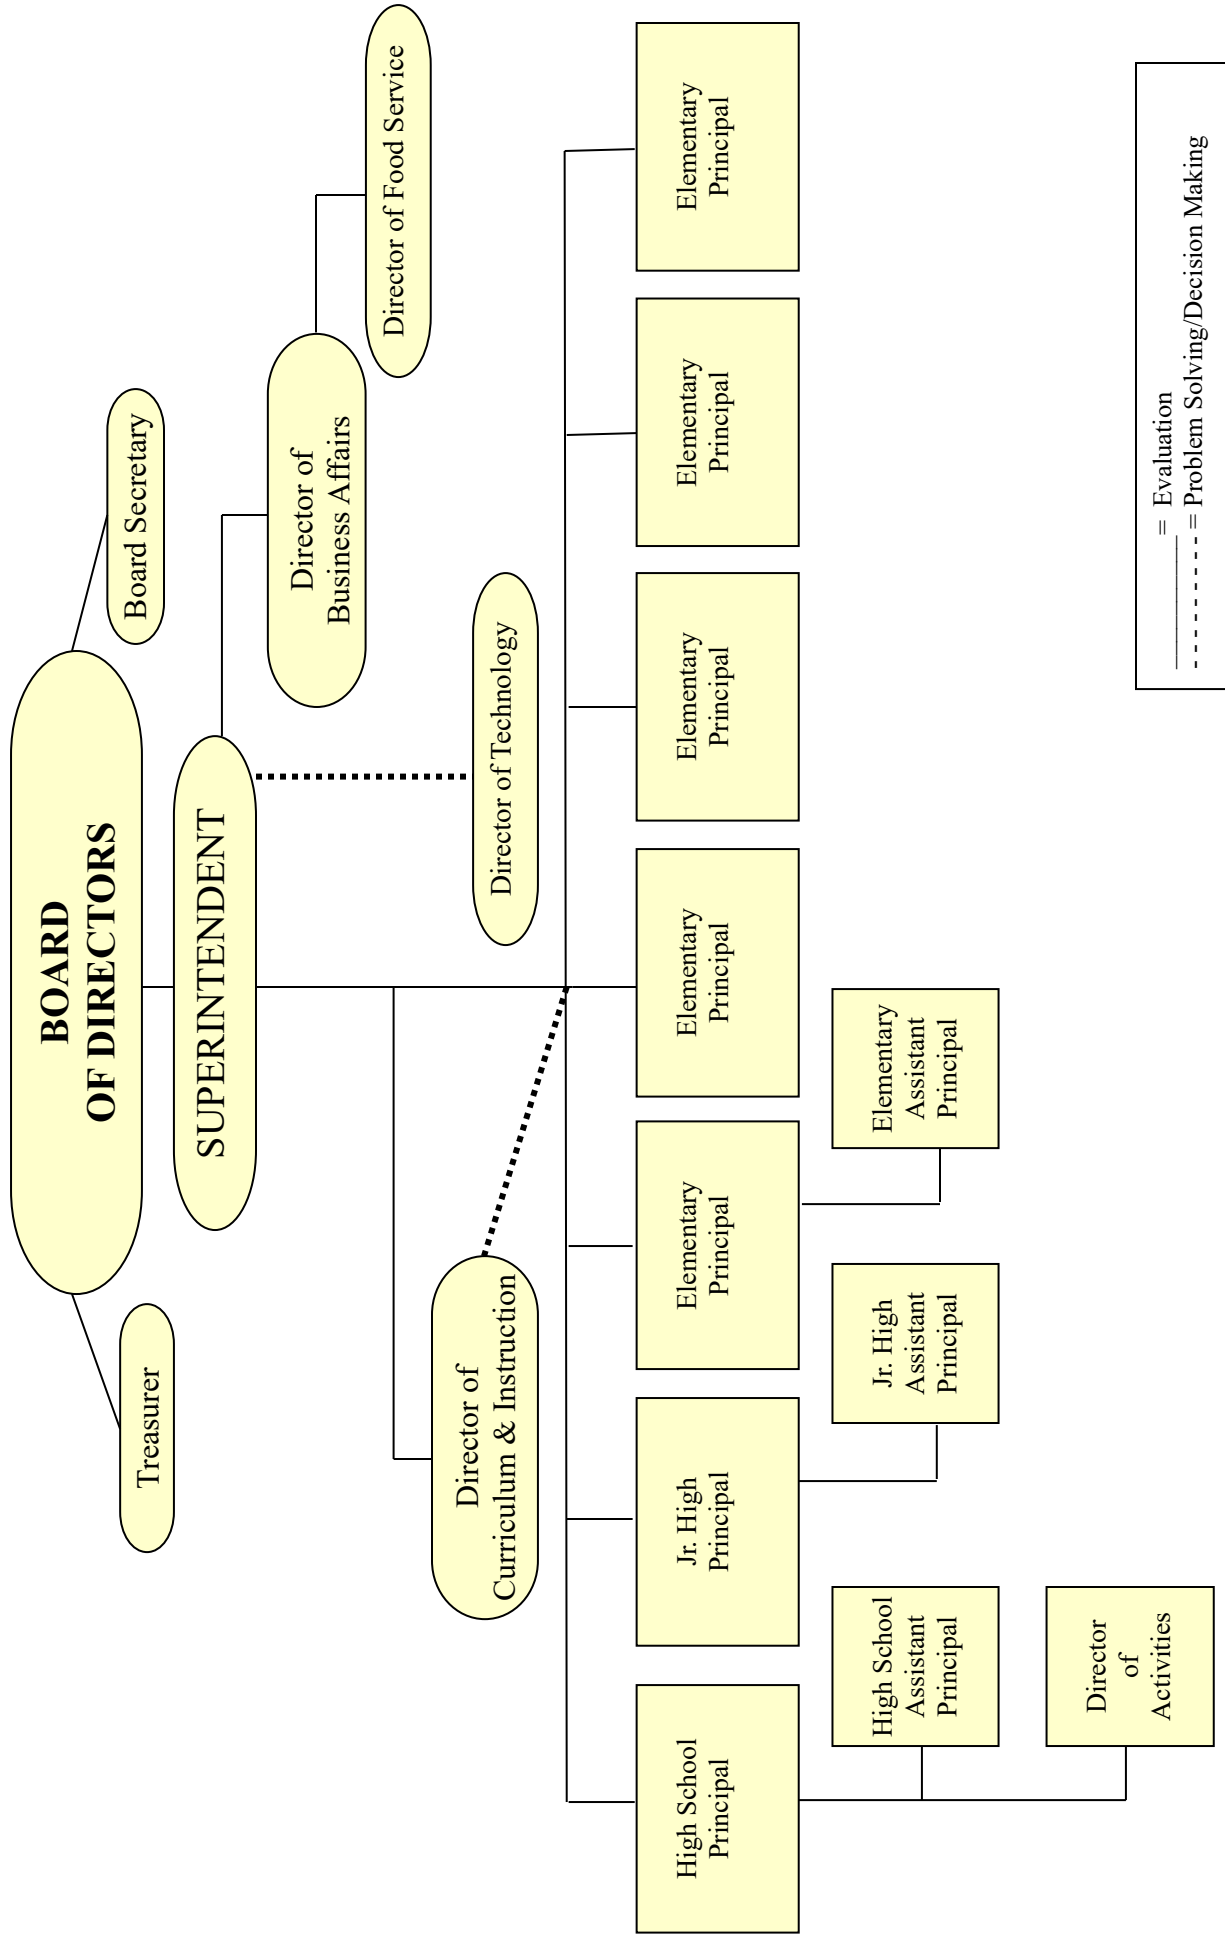 BOARD
OF DIRECTORS
Treasurer
Board Secretary
SUPERINTENDENT
Director of
Business Affairs
Director of Food Service
Director of
Curriculum & Instruction
Director of Technology
High School
Principal
Jr. High
Principal
Elementary
Principal
Elementary
Principal
Elementary
Principal
Elementary
Principal
Elementary
Principal
High School
Assistant
Principal
Jr. High
Assistant
Principal
Elementary
Assistant
Principal
Director
of
Activities
= Evaluation
= Problem Solving/Decision Making